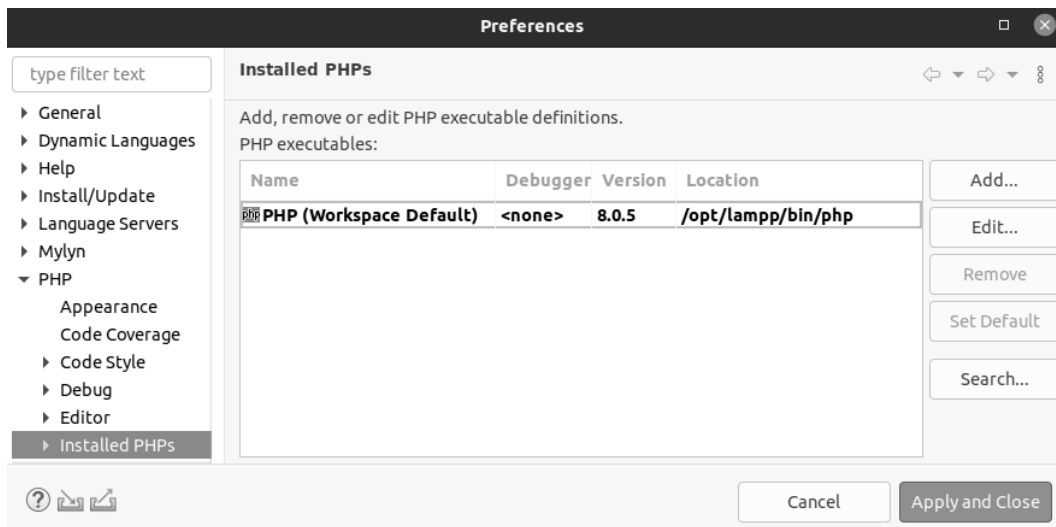 Preferences
type filter text
General
Dynamic Languages
Help
Install/Update
Language Servers
Mylyn
PHP
Appearance
Code Coverage
Code Style
Debug
Editor
Installed PHPs
Installed PHPs
Add, remove or edit PHP executable definitions.
PHP executables:
Name Debugger Version Location
php PHP (Workspace Default) <none> 8.0.5 /opt/lampp/bin/php
Add...
Edit...
Remove
Set Default
Search...
?
Cancel
Apply and Close